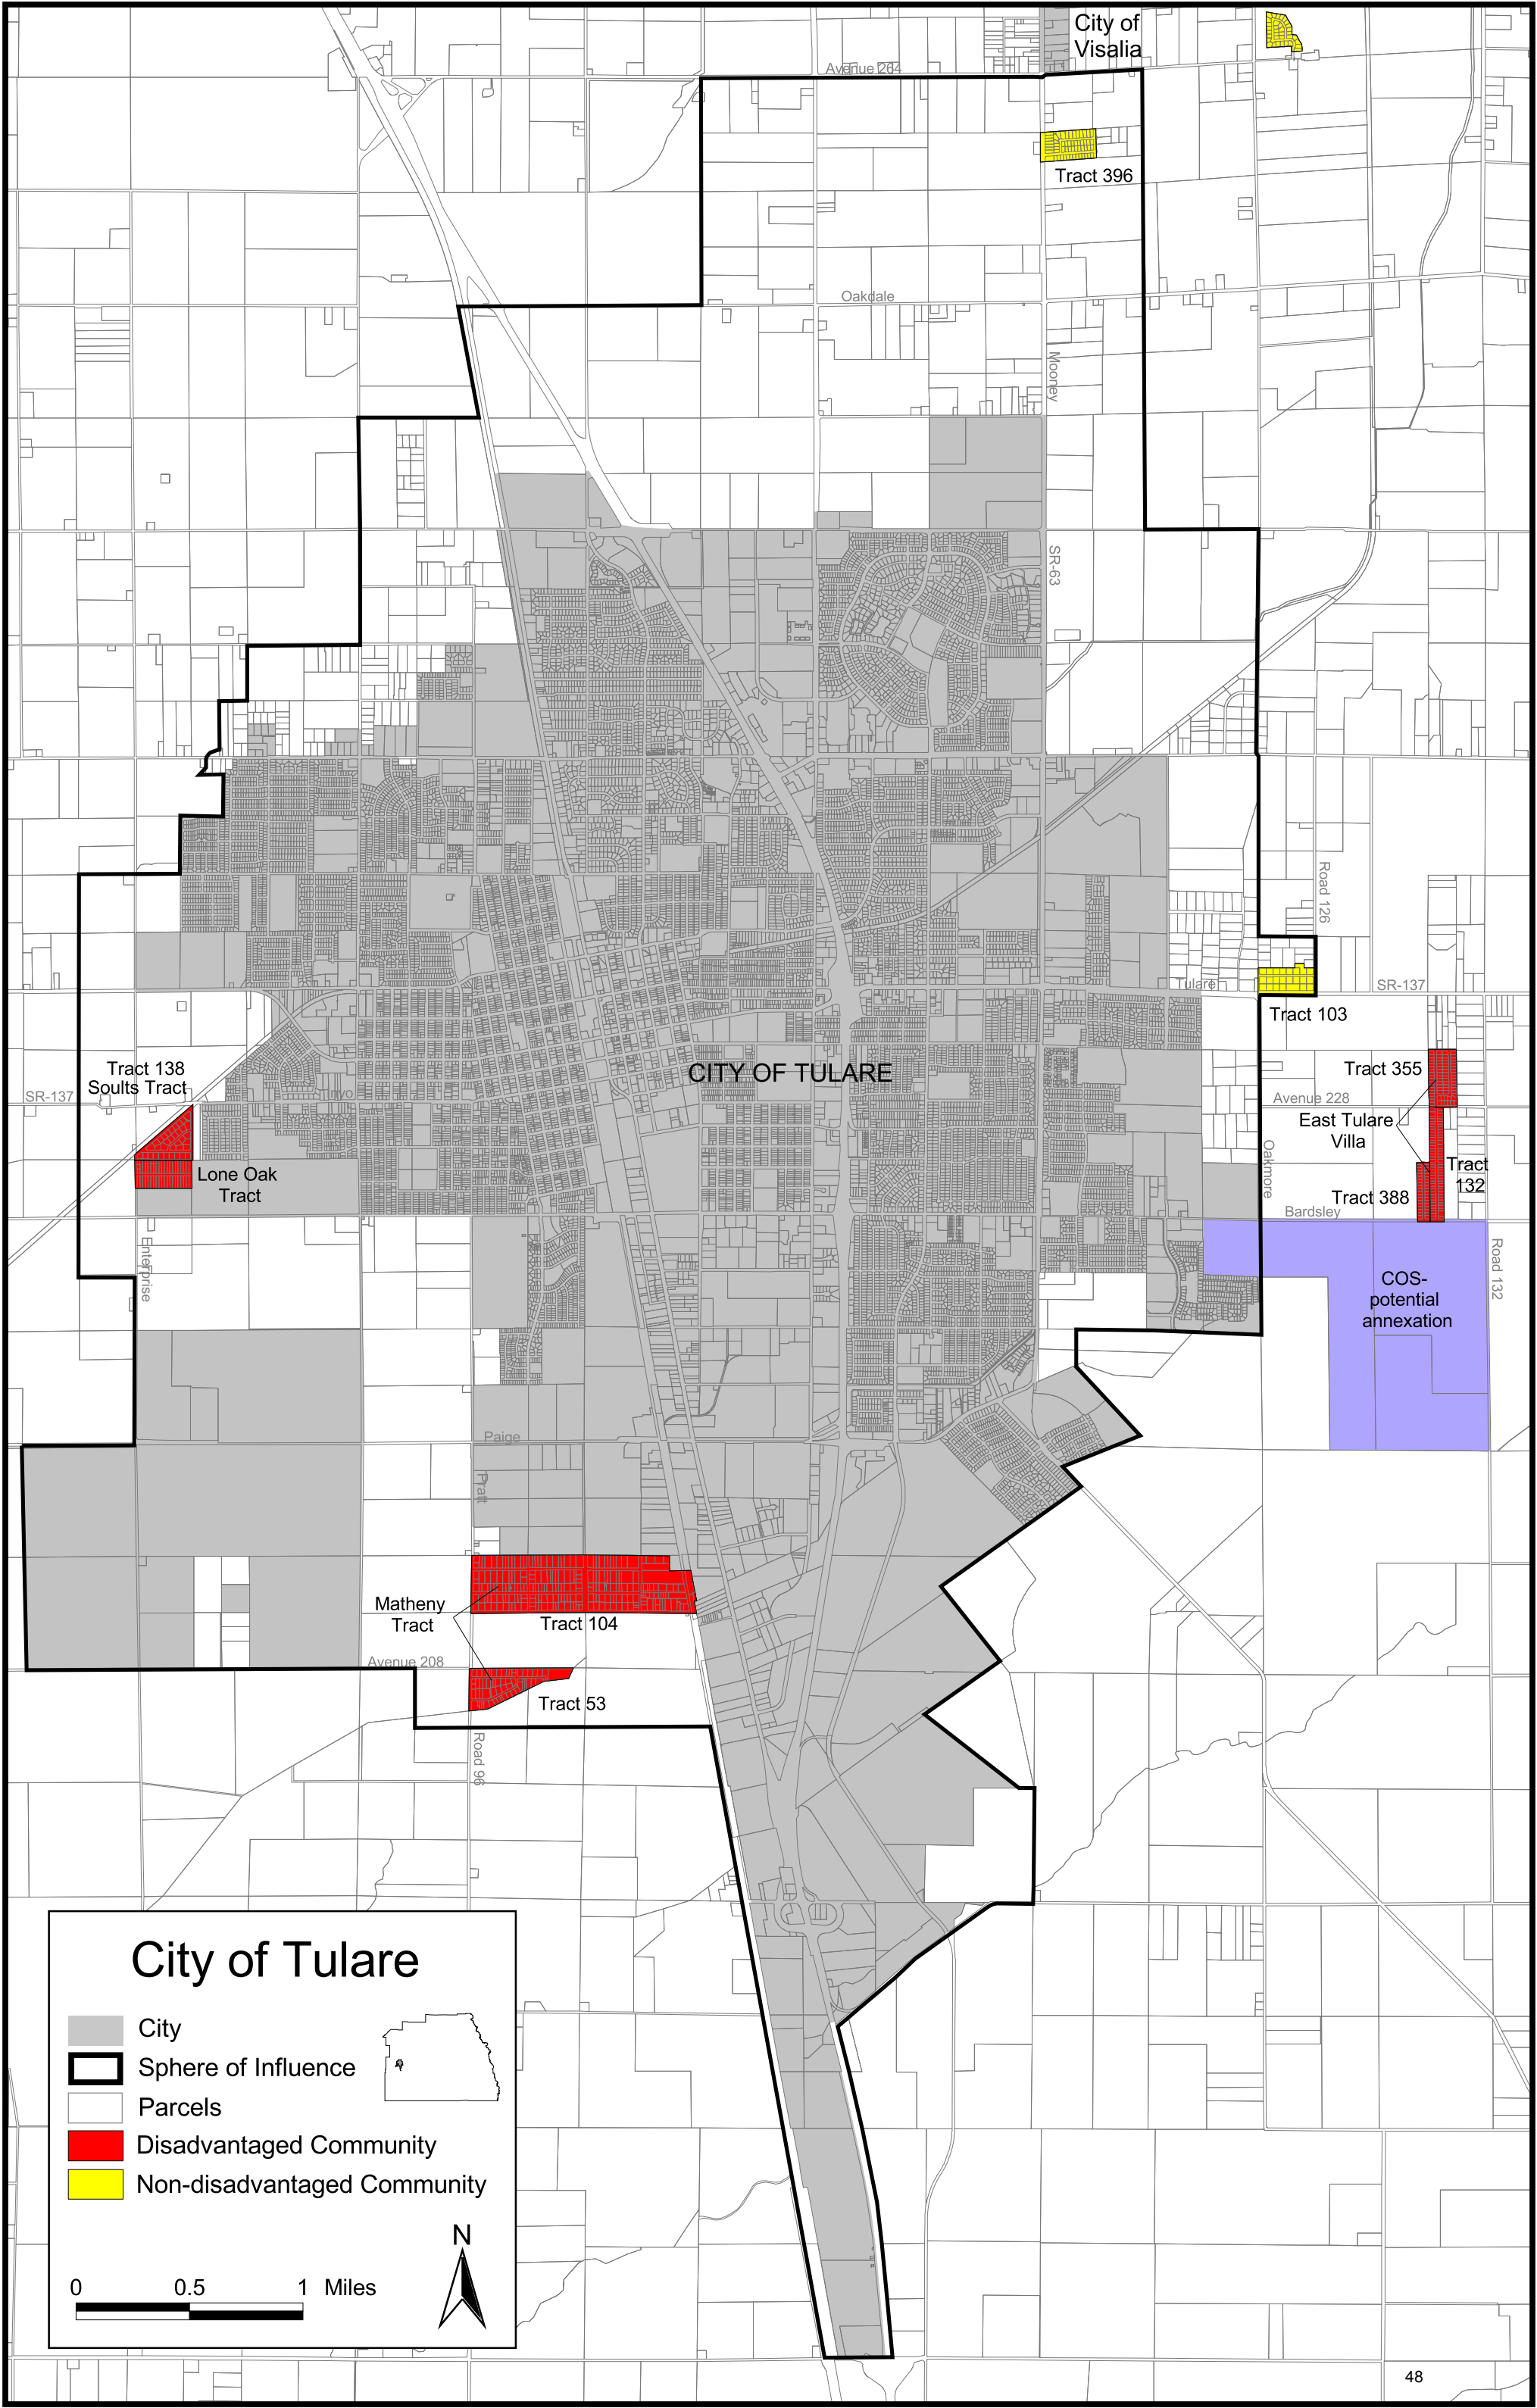 City of
Visalia
Avenue 264
Tract 396
Oakdale
Mooney
SR-63
Road 126
Tulare
SR-137
Tract 103
Tract 138
Soults Tract
SR-137
CITY OF TULARE
Tract 355
Avenue 228
East Tulare
Villa
Oakmore
Lone Oak
Tract
Tract
132
Tract 388
Bardsley
Enterprise
Road 132
COS-
potential
annexation
Paige
Pratt
Matheny
Tract
Tract 104
Avenue 208
Tract 53
Road 96
City of Tulare
City
Sphere of Influence
Parcels
Disadvantaged Community
Non-disadvantaged Community
N
0 0.5 1 Miles
48